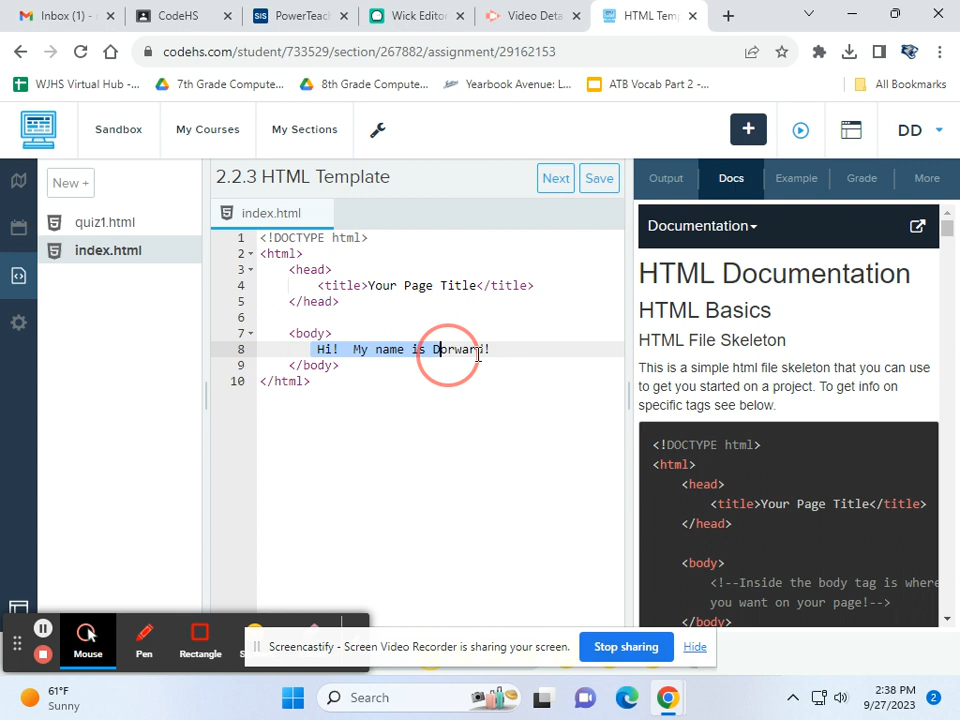 Inbox (1) -
CodeHS
SIS
PowerTeac
Wick Editor
Video Deta
HTML Temp
codehs.com/student/733529/section/267882/assignment/29162153
WJHS Virtual Hub -...
7th Grade Compute...
8th Grade Compute...
Yearbook Avenue: L...
ATB Vocab Part 2 -...
All Bookmarks
Sandbox
My Courses
My Sections
DD
New +
2.2.3 HTML Template
Next
Save
Output
Docs
Example
Grade
More
quiz1.html
index.html
index.html
1 <!DOCTYPE html>
2 <html>
3 <head>
4 <title>Your Page Title</title>
5 </head>
6
7 <body>
8 Hi!  My name is Dorward!
9 </body>
10 </html>
Documentation
HTML Documentation
HTML Basics
HTML File Skeleton
This is a simple html file skeleton that you can use
to get you started on a project. To get info on
specific tags see below.
<!DOCTYPE html>
<html>
<head>
<title>Your Page Title</title>
</head>
<body>
<!--Inside the body tag is where
you want on your page!-->
</body>
Mouse
Pen
Rectangle
Screencastify - Screen Video Recorder is sharing your screen.
Stop sharing
Hide
61°F
Sunny
Search
2:38 PM
9/27/2023
2